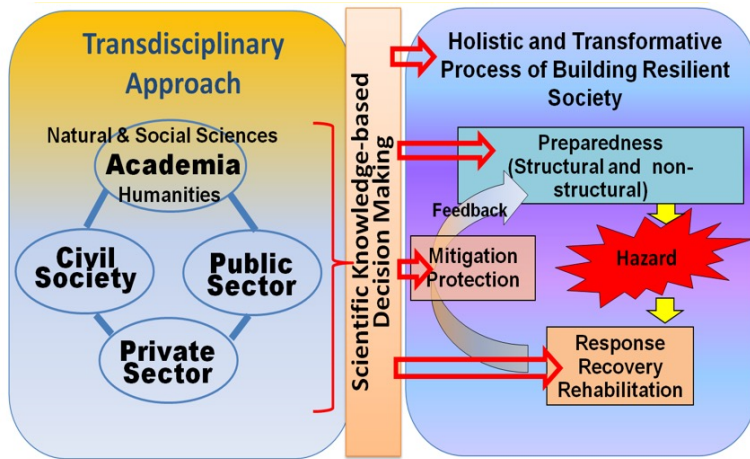 Transdisciplinary
Approach
Natural & Social Sciences
Academia
Humanities
Civil
Society
Public
Sector
Private
Sector
Scientific Knowledge-based
Decision Making
Holistic and Transformative
Process of Building Resilient
Society
Preparedness
(Structural and non-
structural)
Feedback
Mitigation
Protection
Hazard
Response
Recovery
Rehabilitation